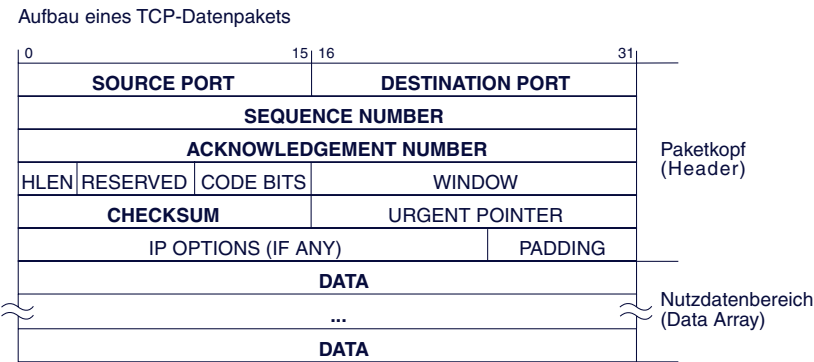 Aufbau eines TCP-Datenpakets
0 15 16 31
SOURCE PORT DESTINATION PORT
SEQUENCE NUMBER
ACKNOWLEDGEMENT NUMBER
HLEN RESERVED CODE BITS WINDOW
CHECKSUM URGENT POINTER
IP OPTIONS (IF ANY) PADDING
Paketkopf
(Header)
DATA
...
DATA
Nutzdatenbereich
(Data Array)